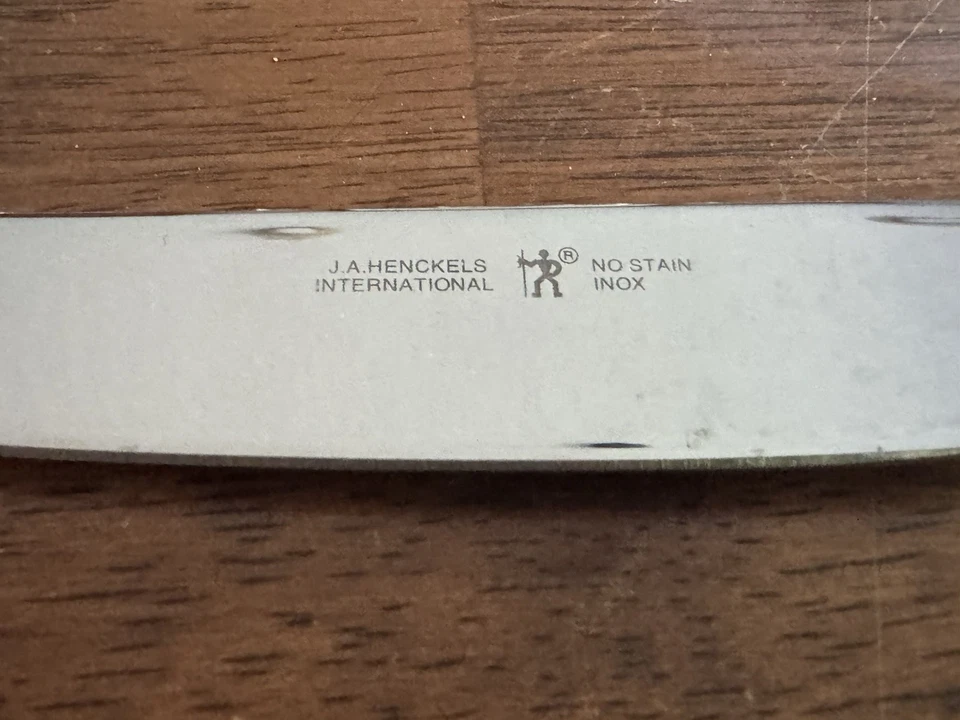 J.A.HENCKELS
INTERNATIONAL
®
NO STAIN
INOX